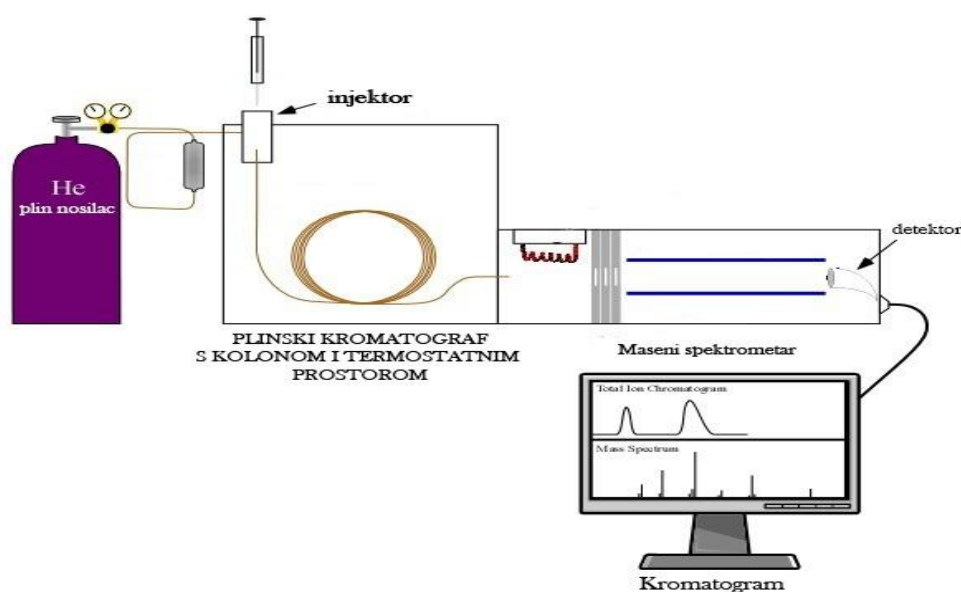 injektor
He
plin nosilac
detektor
PLINSKI KROMATOGRAF
S KOLONOM I TERMOSTATNIM
PROSTOROM
Maseni spektrometar
Total Ion Chromatogram
Mass Spectrum
Kromatogram